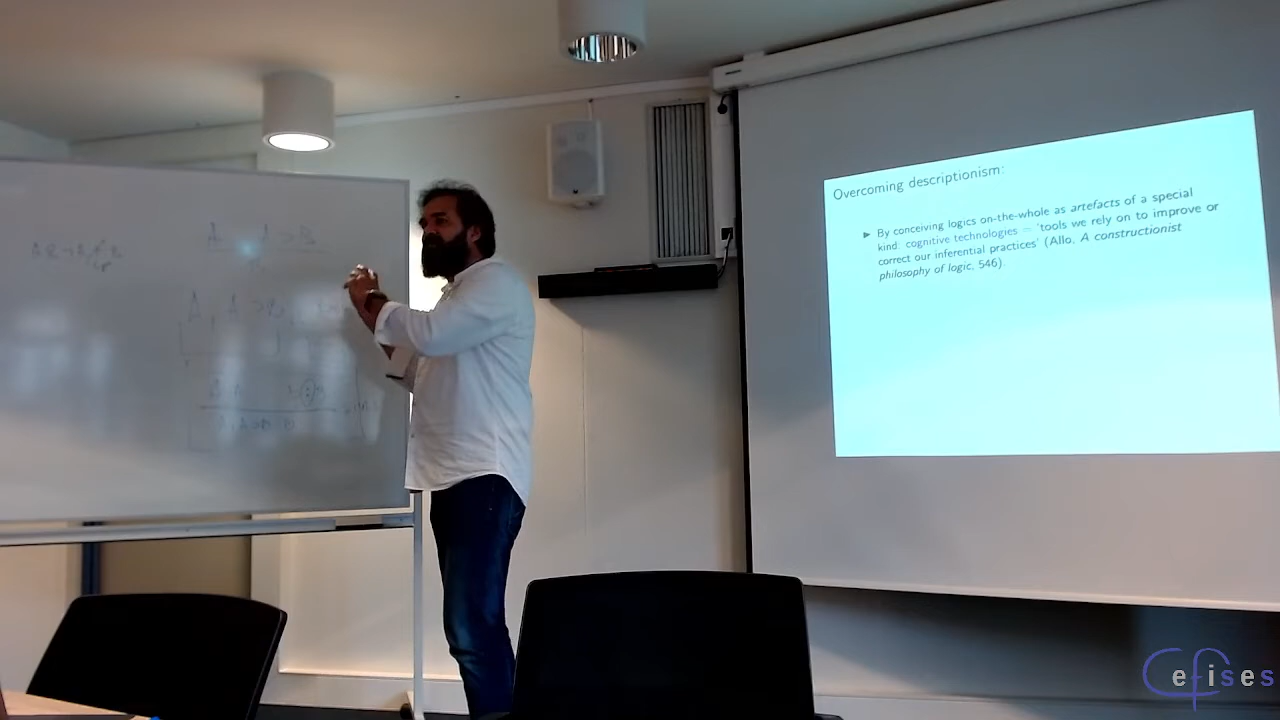 A A > B
A , A > B
Overcoming descriptionism:
▶ By conceiving logics on-the-whole as artefacts of a special
kind: cognitive technologies = 'tools we rely on to improve or
correct our inferential practices' (Allo, A constructionist
philosophy of logic, 546).
Cefises